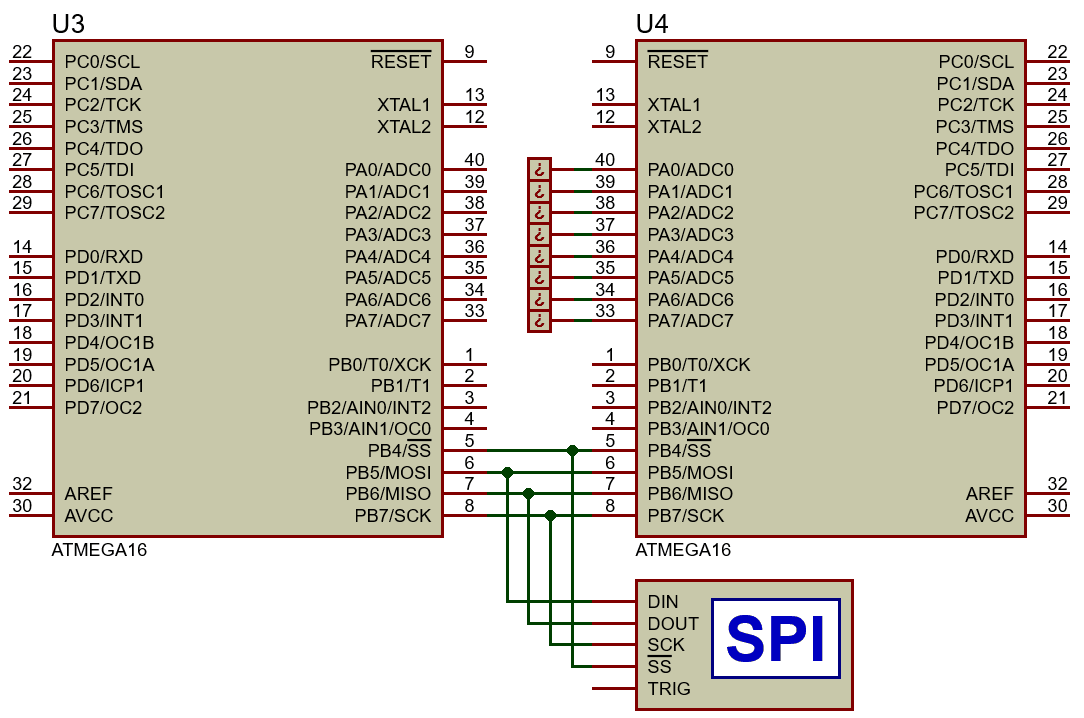 U3
22 PC0/SCL RESET 9
23 PC1/SDA
24 PC2/TCK XTAL1 13
25 PC3/TMS XTAL2 12
26 PC4/TDO
27 PC5/TDI PA0/ADC0 40
28 PC6/TOSC1 PA1/ADC1 39
29 PC7/TOSC2 PA2/ADC2 38
PA3/ADC3 37
14 PD0/RXD PA4/ADC4 36
15 PD1/TXD PA5/ADC5 35
16 PD2/INT0 PA6/ADC6 34
17 PD3/INT1 PA7/ADC7 33
18 PD4/OC1B
19 PD5/OC1A PB0/T0/XCK 1
20 PD6/ICP1 PB1/T1 2
21 PD7/OC2 PB2/AIN0/INT2 3
PB3/AIN1/OC0 4
PB4/SS 5
PB5/MOSI 6
32 AREF PB6/MISO 7
30 AVCC PB7/SCK 8
ATMEGA16
U4
9 RESET PC0/SCL 22
PC1/SDA 23
13 XTAL1 PC2/TCK 24
12 XTAL2 PC3/TMS 25
PC4/TDO 26
¿ 40 PA0/ADC0 PC5/TDI 27
¿ 39 PA1/ADC1 PC6/TOSC1 28
¿ 38 PA2/ADC2 PC7/TOSC2 29
¿ 37 PA3/ADC3
¿ 36 PA4/ADC4 PD0/RXD 14
¿ 35 PA5/ADC5 PD1/TXD 15
¿ 34 PA6/ADC6 PD2/INT0 16
¿ 33 PA7/ADC7 PD3/INT1 17
PD4/OC1B 18
1 PB0/T0/XCK PD5/OC1A 19
2 PB1/T1 PD6/ICP1 20
3 PB2/AIN0/INT2 PD7/OC2 21
4 PB3/AIN1/OC0
5 PB4/SS
6 PB5/MOSI
7 PB6/MISO AREF 32
8 PB7/SCK AVCC 30
ATMEGA16
DIN
DOUT
SCK
SS
TRIG
SPI